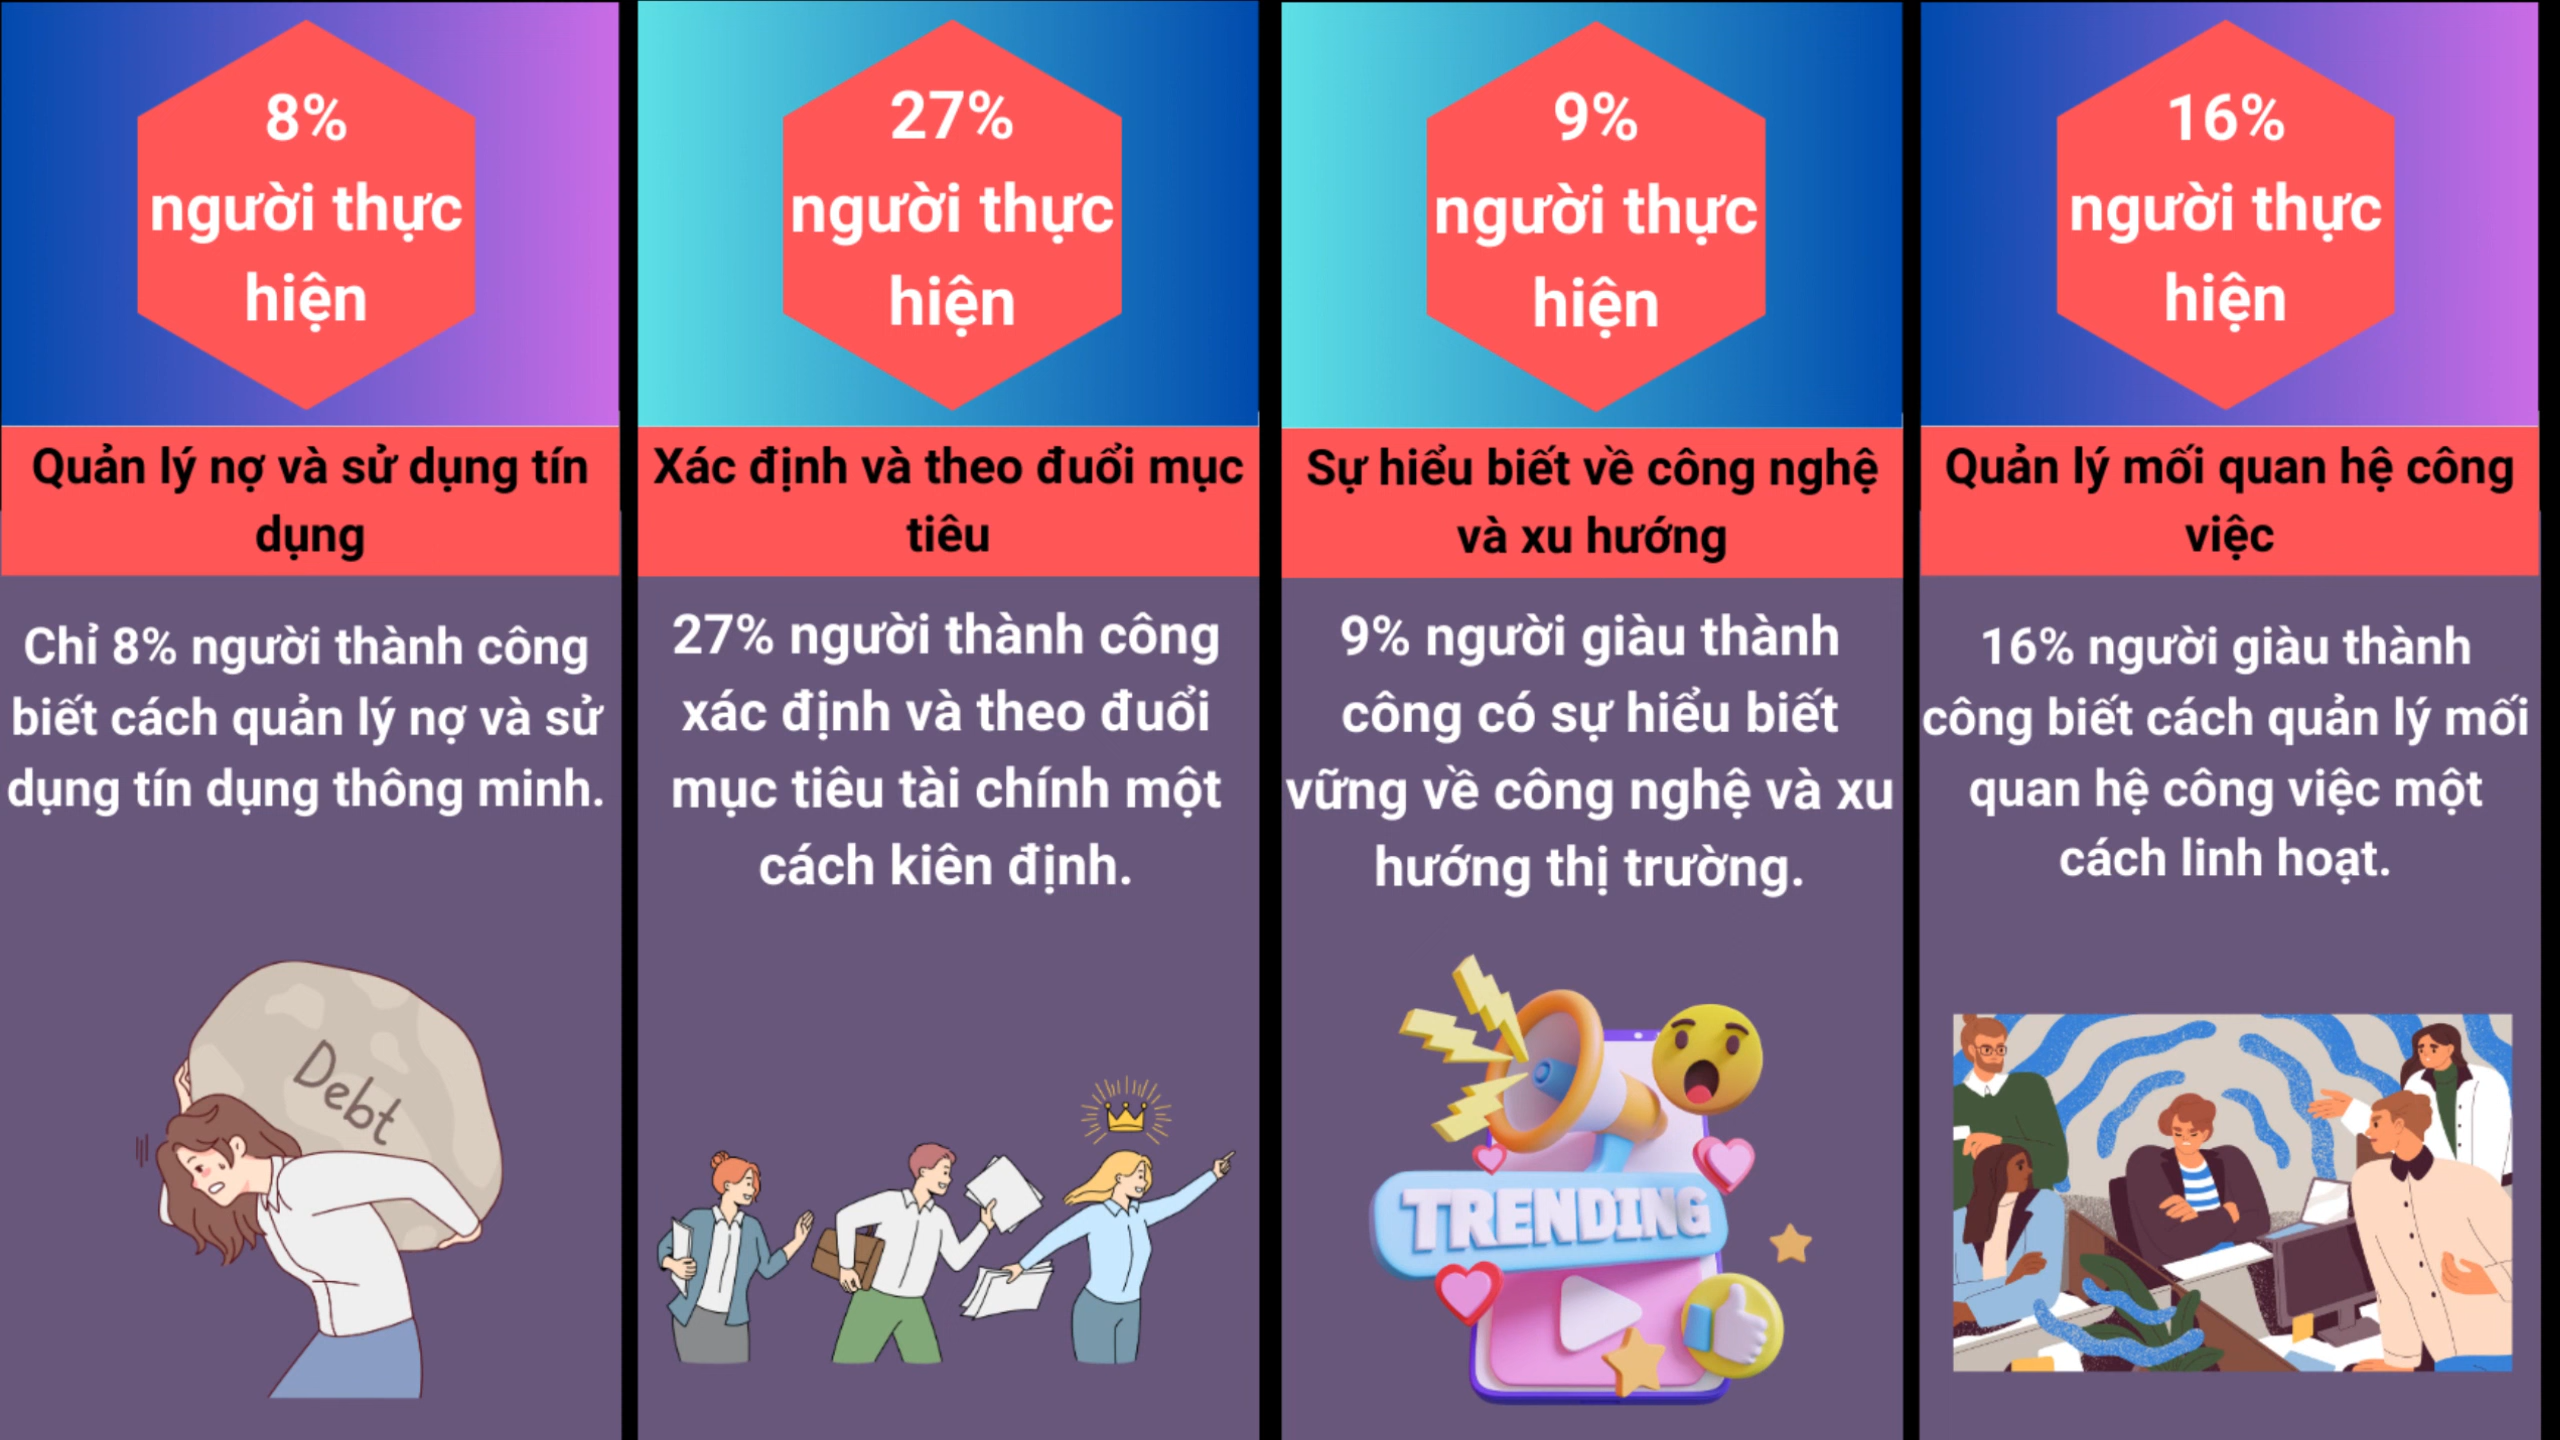 8%
người thực
hiện
Quản lý nợ và sử dụng tín
dụng
Chỉ 8% người thành công
biết cách quản lý nợ và sử
dụng tín dụng thông minh.
Debt
27%
người thực
hiện
Xác định và theo đuổi mục
tiêu
27% người thành công
xác định và theo đuổi
mục tiêu tài chính một
cách kiên định.
9%
người thực
hiện
Sự hiểu biết về công nghệ
và xu hướng
9% người giàu thành
công có sự hiểu biết
vững về công nghệ và xu
hướng thị trường.
TRENDING
16%
người thực
hiện
Quản lý mối quan hệ công
việc
16% người giàu thành
công biết cách quản lý mối
quan hệ công việc một
cách linh hoạt.